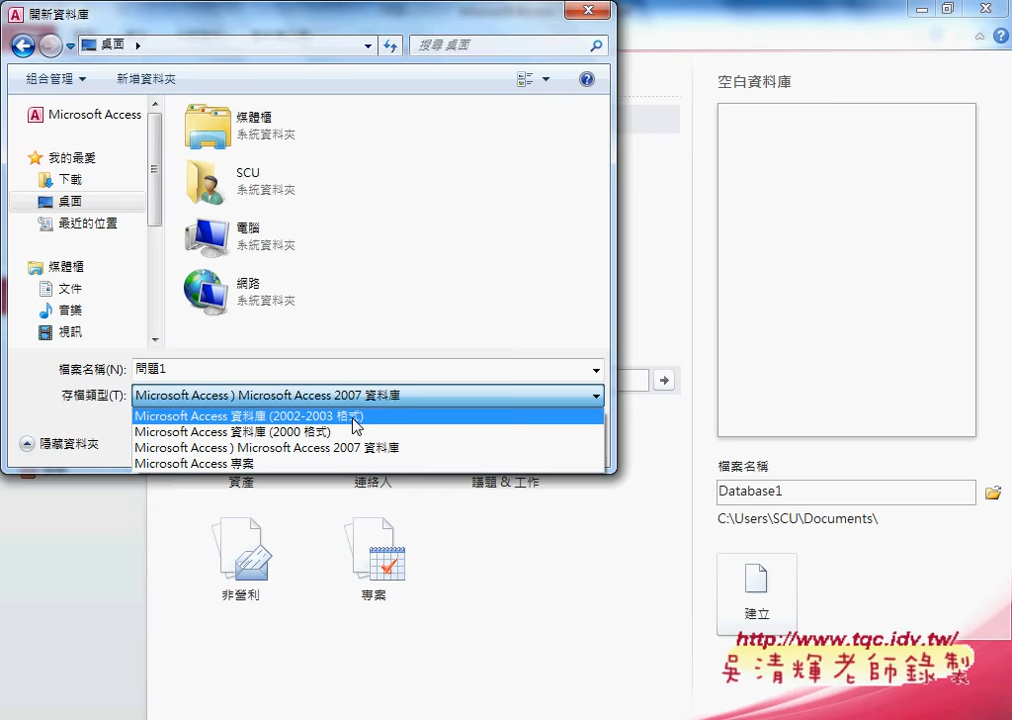 開新資料庫
桌面
搜尋 桌面
組合管理
新增資料夾
Microsoft Access
我的最愛
下載
桌面
最近的位置
媒體櫃
文件
音樂
視訊
媒體櫃
系統資料夾
SCU
系統資料夾
電腦
系統資料夾
網路
系統資料夾
檔案名稱(N):
問題1
存檔類型(T):
Microsoft Access ) Microsoft Access 2007 資料庫
Microsoft Access 資料庫 (2002-2003 格式)
Microsoft Access 資料庫 (2000 格式)
Microsoft Access ) Microsoft Access 2007 資料庫
Microsoft Access 專案
隱藏資料夾
資產
連絡人
議題 & 工作
非營利
專案
空白資料庫
檔案名稱
Database1
C:\Users\SCU\Documents\
建立
http://www.tqc.idv.tw/
吳清輝老師錄製